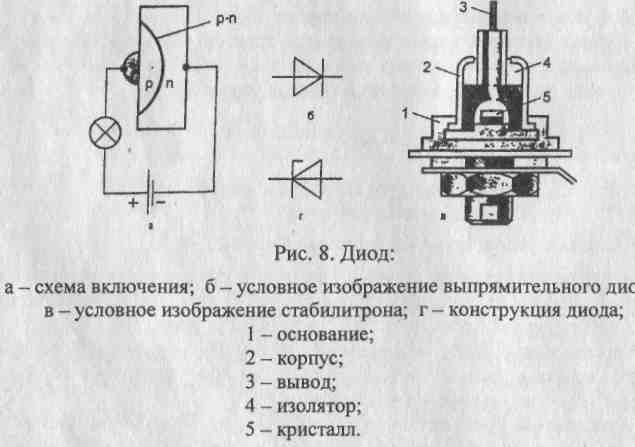 p-n
p n
+ −
а
б
г
3
2
4
5
1
в
Рис. 8. Диод:
а – схема включения; б – условное изображение выпрямительного дио
в – условное изображение стабилитрона; г – конструкция диода;
1 – основание;
2 – корпус;
3 – вывод;
4 – изолятор;
5 – кристалл.